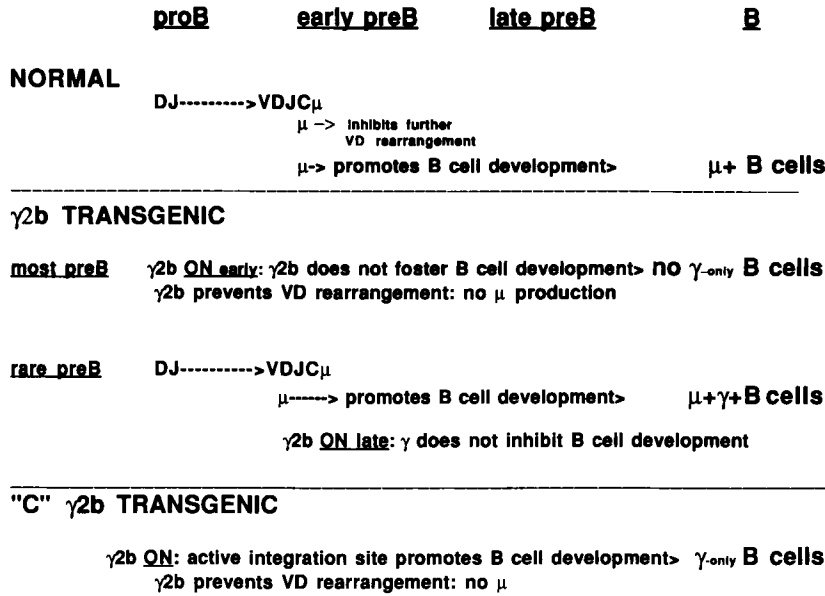 proB early preB late preB B
NORMAL
DJ--------->VDJCμ
μ -> Inhibits further
VD rearrangement
μ-> promotes B cell development> μ+ B cells
γ2b TRANSGENIC
most preB γ2b ON early: γ2b does not foster B cell development> no γ-only B cells
γ2b prevents VD rearrangement: no μ production
rare preB DJ---------->VDJCμ
μ------> promotes B cell development> μ+γ+B cells
γ2b ON late: γ does not inhibit B cell development
"C" γ2b TRANSGENIC
γ2b ON: active integration site promotes B cell development> γ-only B cells
γ2b prevents VD rearrangement: no μ